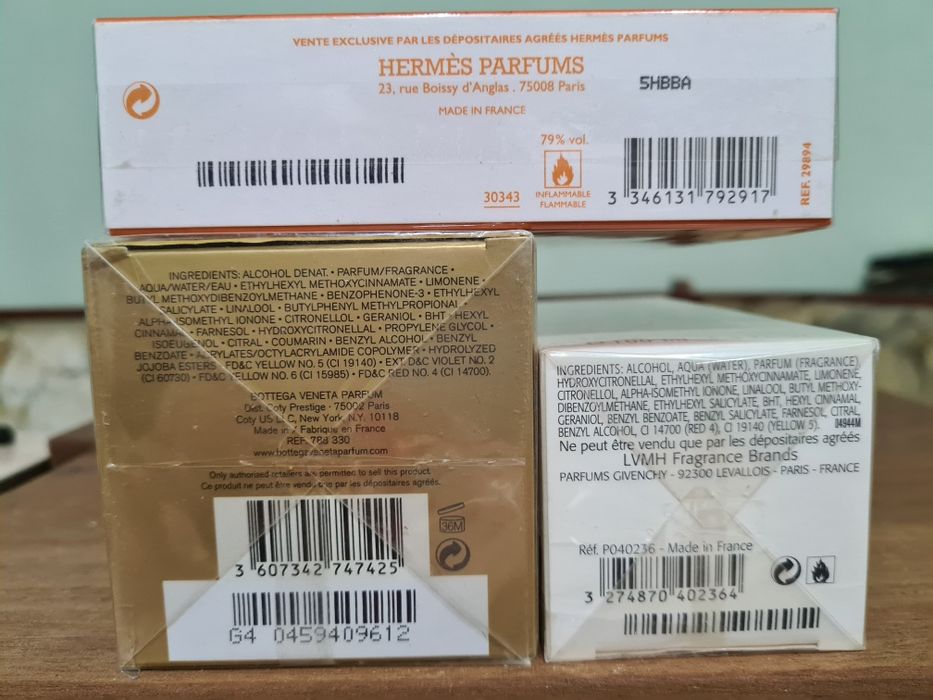 VENTE EXCLUSIVE PAR LES DÉPOSITAIRES AGRÉÉS HERMÈS PARFUMS
HERMÈS PARFUMS
23, rue Boissy d'Anglas . 75008 Paris
5HBBA
MADE IN FRANCE
79% vol.
30343
INFLAMMABLE
FLAMMABLE
3 346131 792917
REF. 29894
INGREDIENTS: ALCOHOL DENAT. • PARFUM/FRAGRANCE •
AQUA/WATER/EAU • ETHYLHEXYL METHOXYCINNAMATE • LIMONENE •
BUTYL METHOXYDIBENZOYLMETHANE • BENZOPHENONE-3 • ETHYLHEXYL
SALICYLATE • LINALOOL • BUTYLPHENYL METHYLPROPIONAL •
ALPHA-ISOMETHYL IONONE • CITRONELLOL • GERANIOL • BHT • HEXYL
CINNAMAL • FARNESOL • HYDROXYCITRONELLAL • PROPYLENE GLYCOL •
ISOEUGENOL • CITRAL • COUMARIN • BENZYL ALCOHOL • BENZYL
BENZOATE • ACRYLATES/OCTYLACRYLAMIDE COPOLYMER • HYDROLYZED
JOJOBA ESTERS • FD&C YELLOW NO. 5 (CI 19140) • EXT. D&C VIOLET NO. 2
(CI 60730) • FD&C YELLOW NO. 6 (CI 15985) • FD&C RED NO. 4 (CI 14700).
BOTTEGA VENETA PARFUM
Dist. Coty Prestige - 75002 Paris
Coty US LLC, New York, N.Y. 10118
Made in / Fabriqué en France
REF. 788 330
www.bottegavenetaparfum.com
Only authorised retailers are permitted to sell this product.
Ce produit ne peut être vendu que par les dépositaires agréés.
36M
3 607342 747425
G4 0459409612
INGREDIENTS: ALCOHOL, AQUA (WATER), PARFUM (FRAGRANCE),
HYDROXYCITRONELLAL, ETHYLHEXYL METHOXYCINNAMATE, LIMONENE,
CITRONELLOL, ALPHA-ISOMETHYL IONONE, LINALOOL, BUTYL METHOXY-
DIBENZOYLMETHANE, ETHYLHEXYL SALICYLATE, BHT, HEXYL CINNAMAL,
GERANIOL, BENZYL BENZOATE, BENZYL SALICYLATE, FARNESOL, CITRAL,
BENZYL ALCOHOL, CI 14700 (RED 4), CI 19140 (YELLOW 5). 04944M
Ne peut être vendu que par les dépositaires agréés
LVMH Fragrance Brands
PARFUMS GIVENCHY - 92300 LEVALLOIS - PARIS - FRANCE
Réf. P040236 - Made in France
3 274870 402364